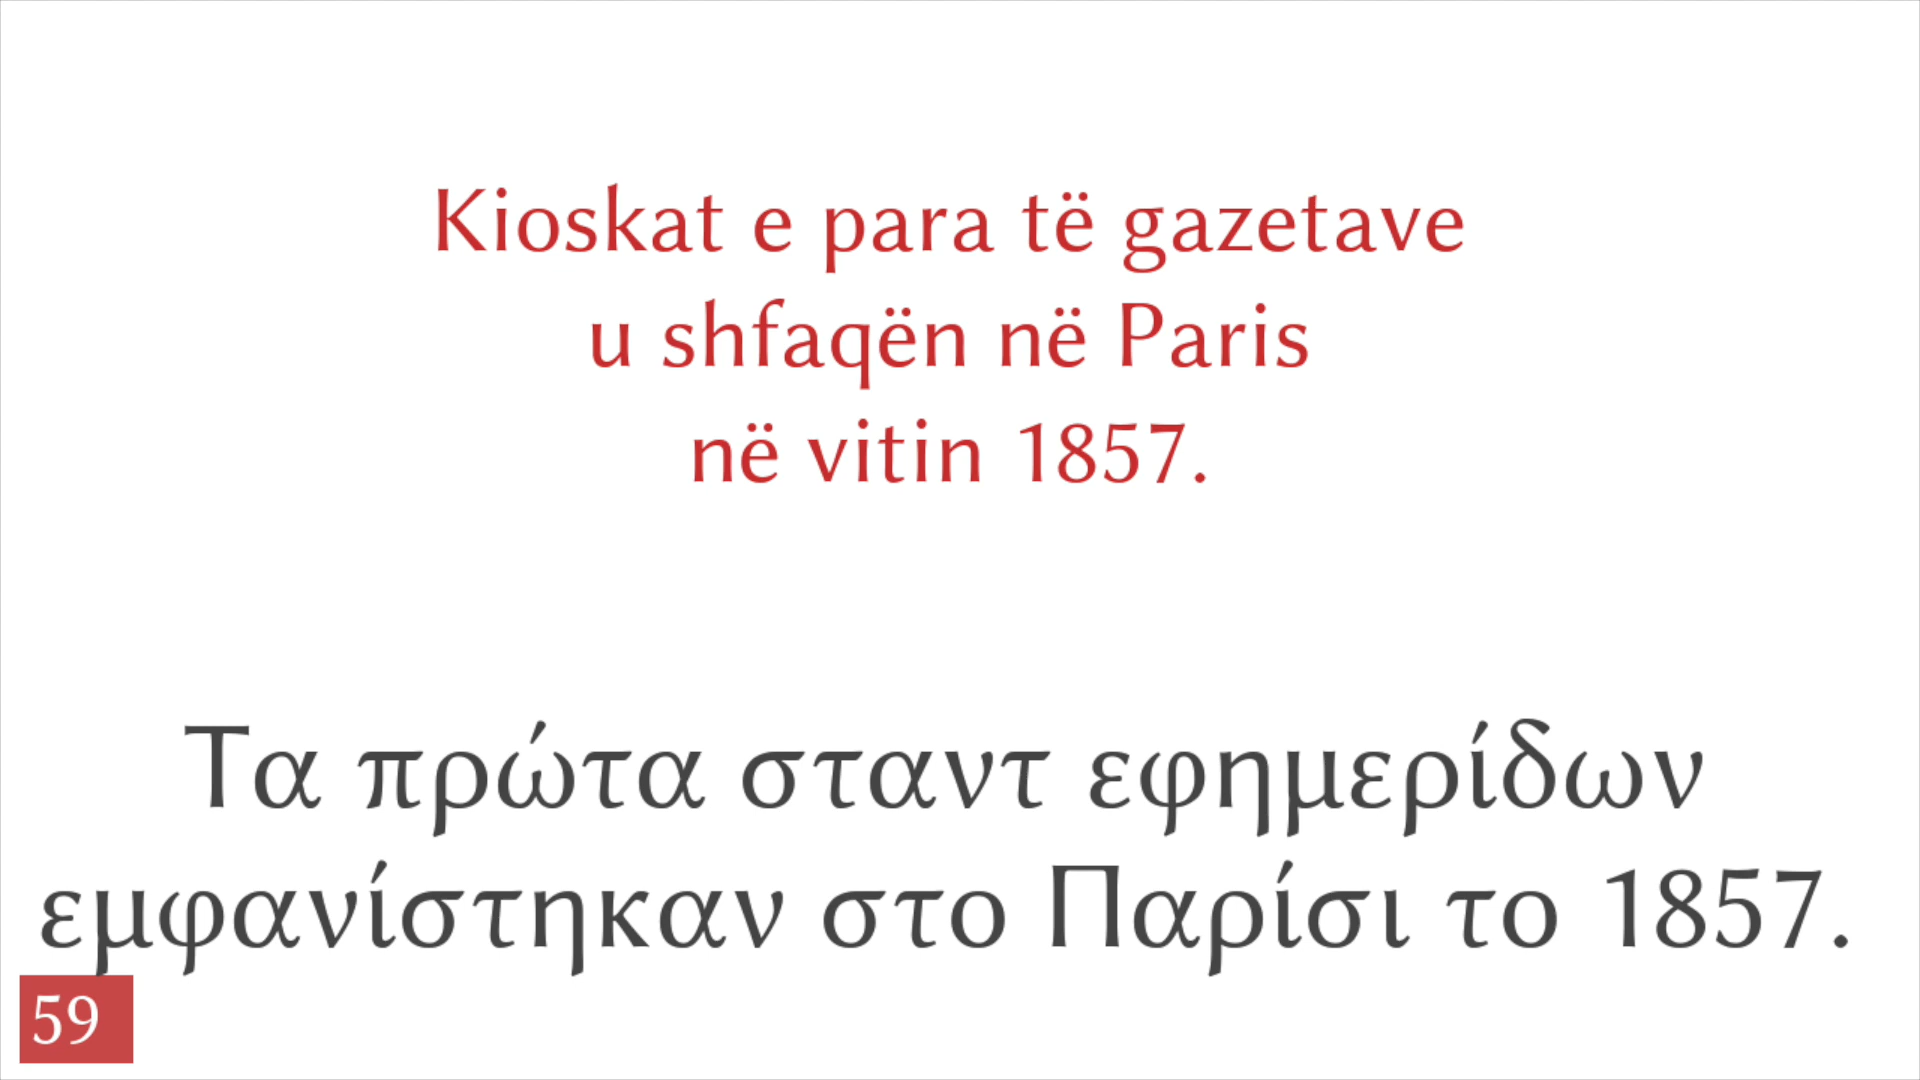 Kioskat e para të gazetave
u shfaqën në Paris
në vitin 1857.
Τα πρώτα σταντ εφημερίδων
εμφανίστηκαν στο Παρίσι το 1857.
59